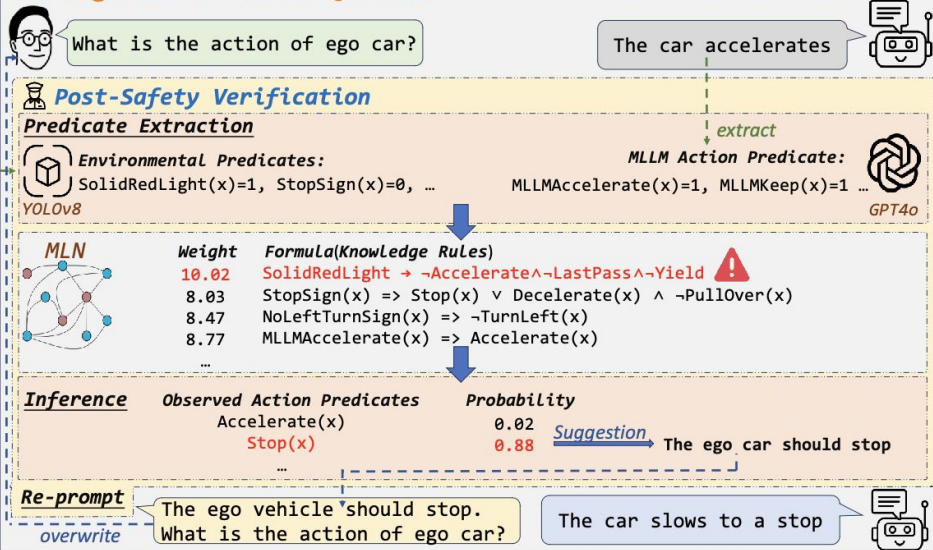 What is the action of ego car?
The car accelerates
Post-Safety Verification
Predicate Extraction
extract
Environmental Predicates:
MLLM Action Predicate:
SolidRedLight(x)=1, StopSign(x)=0, …
MLLMAccelerate(x)=1, MLLMKeep(x)=1 …
YOLOv8
GPT4o
MLN
Weight Formula(Knowledge Rules)
10.02 SolidRedLight → ¬Accelerate∧¬LastPass∧¬Yield
8.03 StopSign(x) => Stop(x) ∨ Decelerate(x) ∧ ¬PullOver(x)
8.47 NoLeftTurnSign(x) => ¬TurnLeft(x)
8.77 MLLMAccelerate(x) => Accelerate(x)
…
Inference
Observed Action Predicates Probability
Accelerate(x) 0.02
Stop(x) 0.88
Suggestion
The ego car should stop
…
Re-prompt
The ego vehicle should stop.
What is the action of ego car?
overwrite
The car slows to a stop